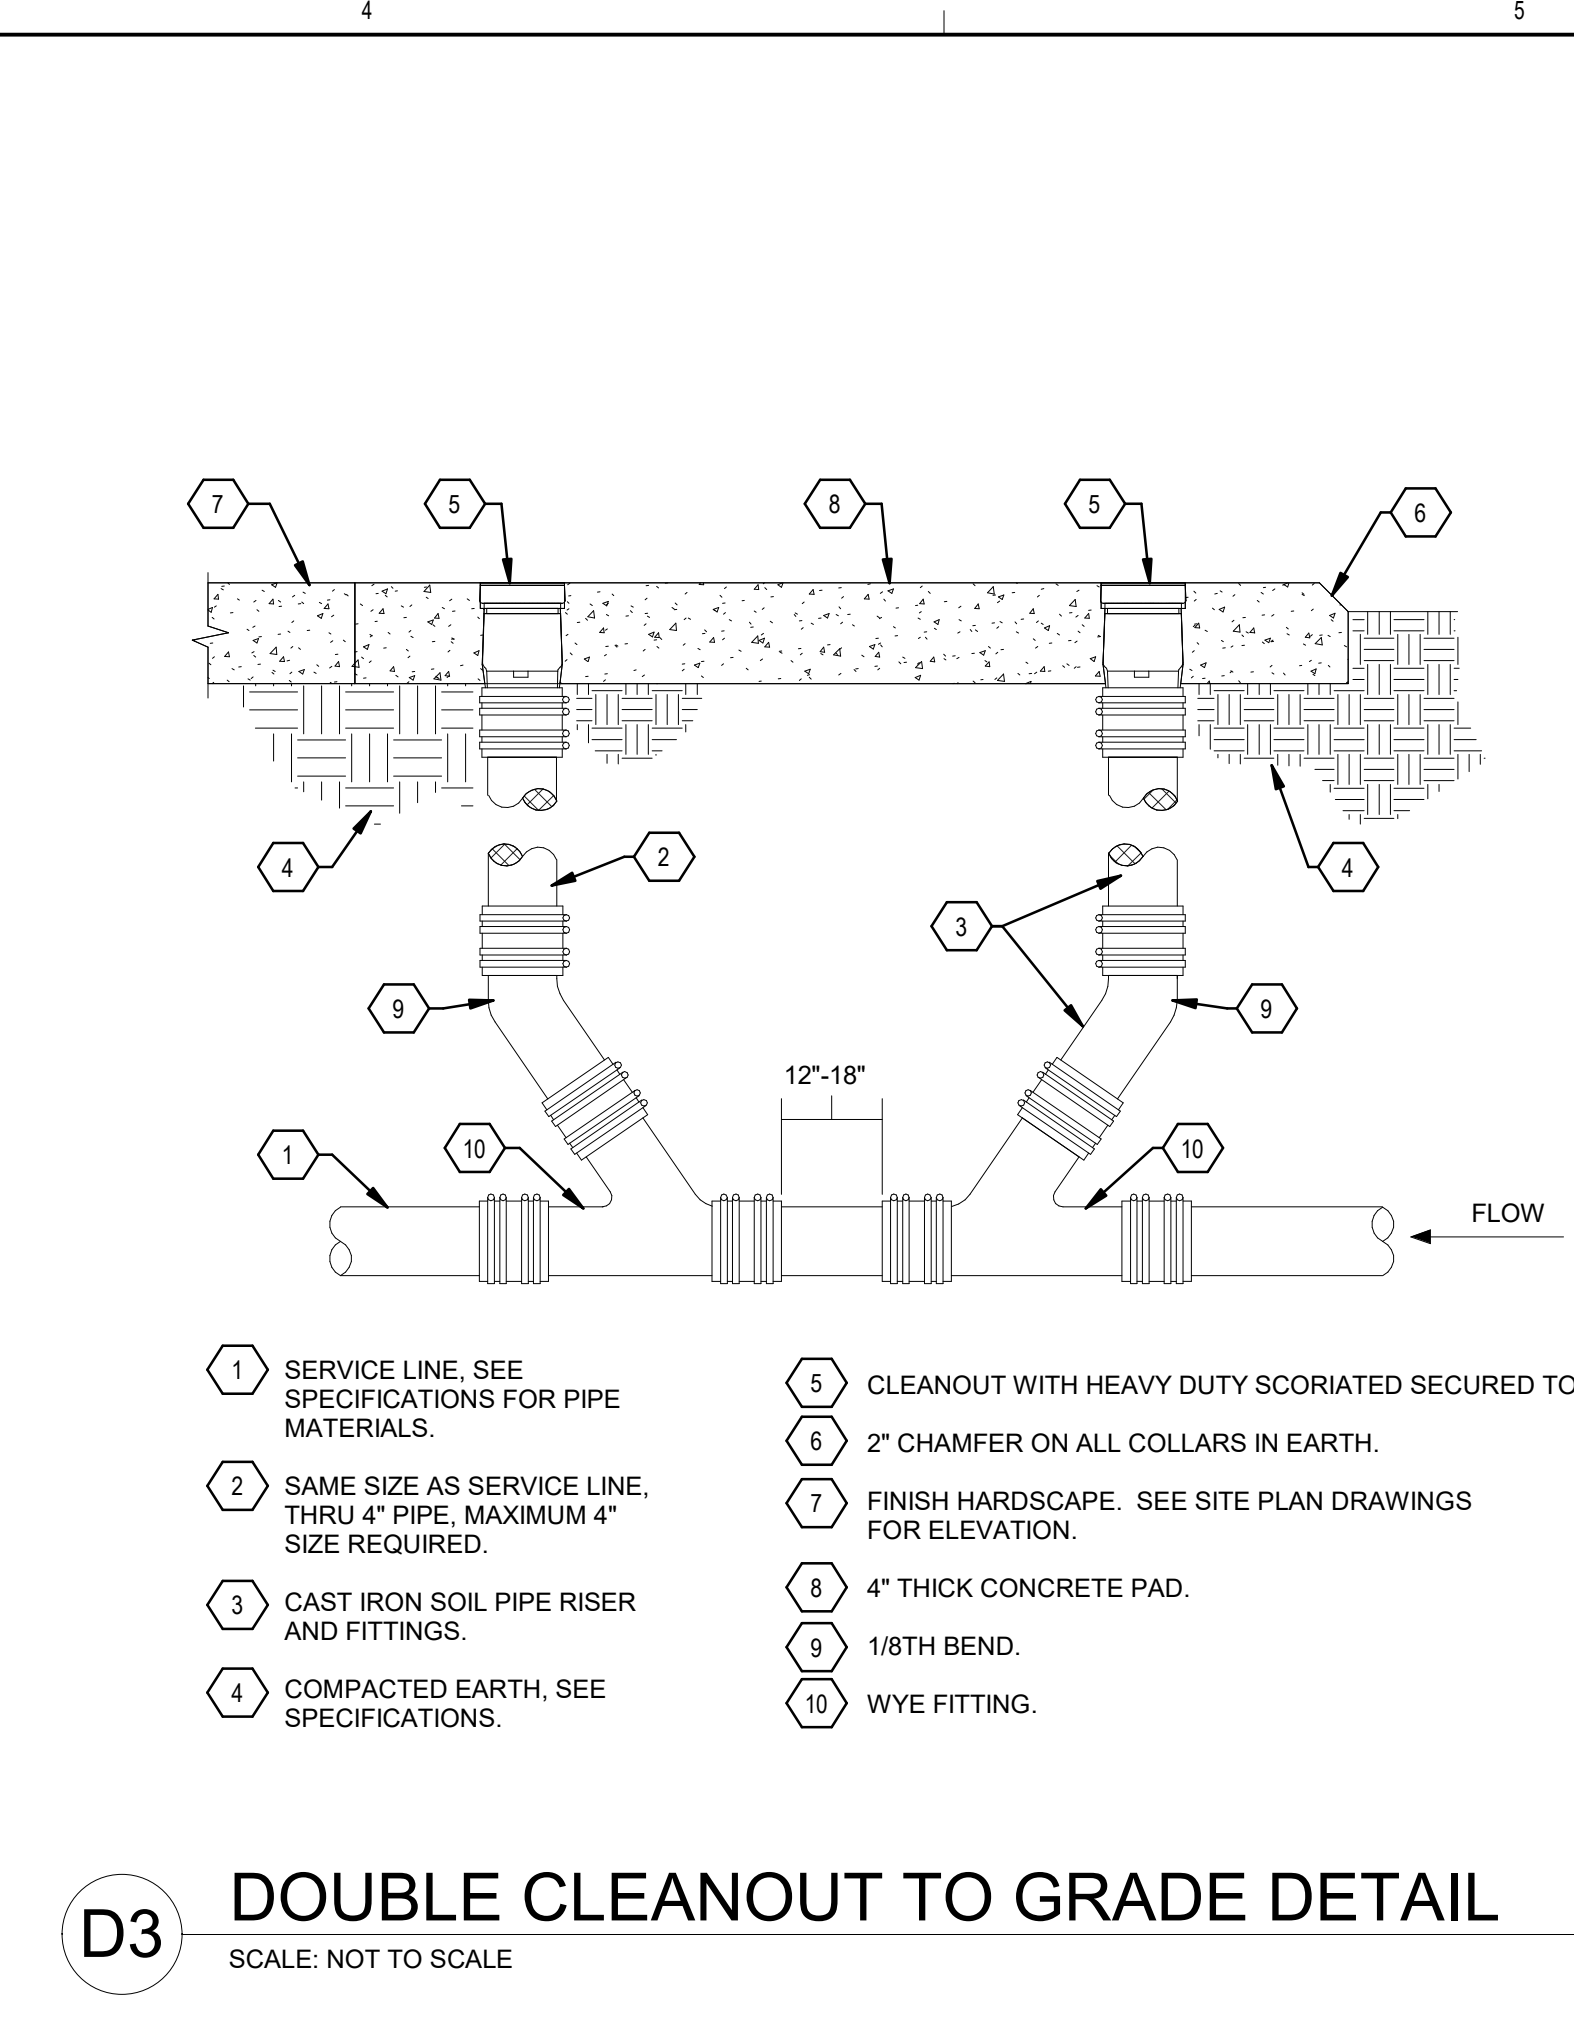 4
5
7
5
8
5
6
4
2
4
3
9
9
12"-18"
1
10
10
FLOW
1
SERVICE LINE, SEE
SPECIFICATIONS FOR PIPE
MATERIALS.
2
SAME SIZE AS SERVICE LINE,
THRU 4" PIPE, MAXIMUM 4"
SIZE REQUIRED.
3
CAST IRON SOIL PIPE RISER
AND FITTINGS.
4
COMPACTED EARTH, SEE
SPECIFICATIONS.
5
CLEANOUT WITH HEAVY DUTY SCORIATED SECURED TO
6
2" CHAMFER ON ALL COLLARS IN EARTH.
7
FINISH HARDSCAPE.  SEE SITE PLAN DRAWINGS
FOR ELEVATION.
8
4" THICK CONCRETE PAD.
9
1/8TH BEND.
10
WYE FITTING.
D3
DOUBLE CLEANOUT TO GRADE DETAIL
SCALE: NOT TO SCALE